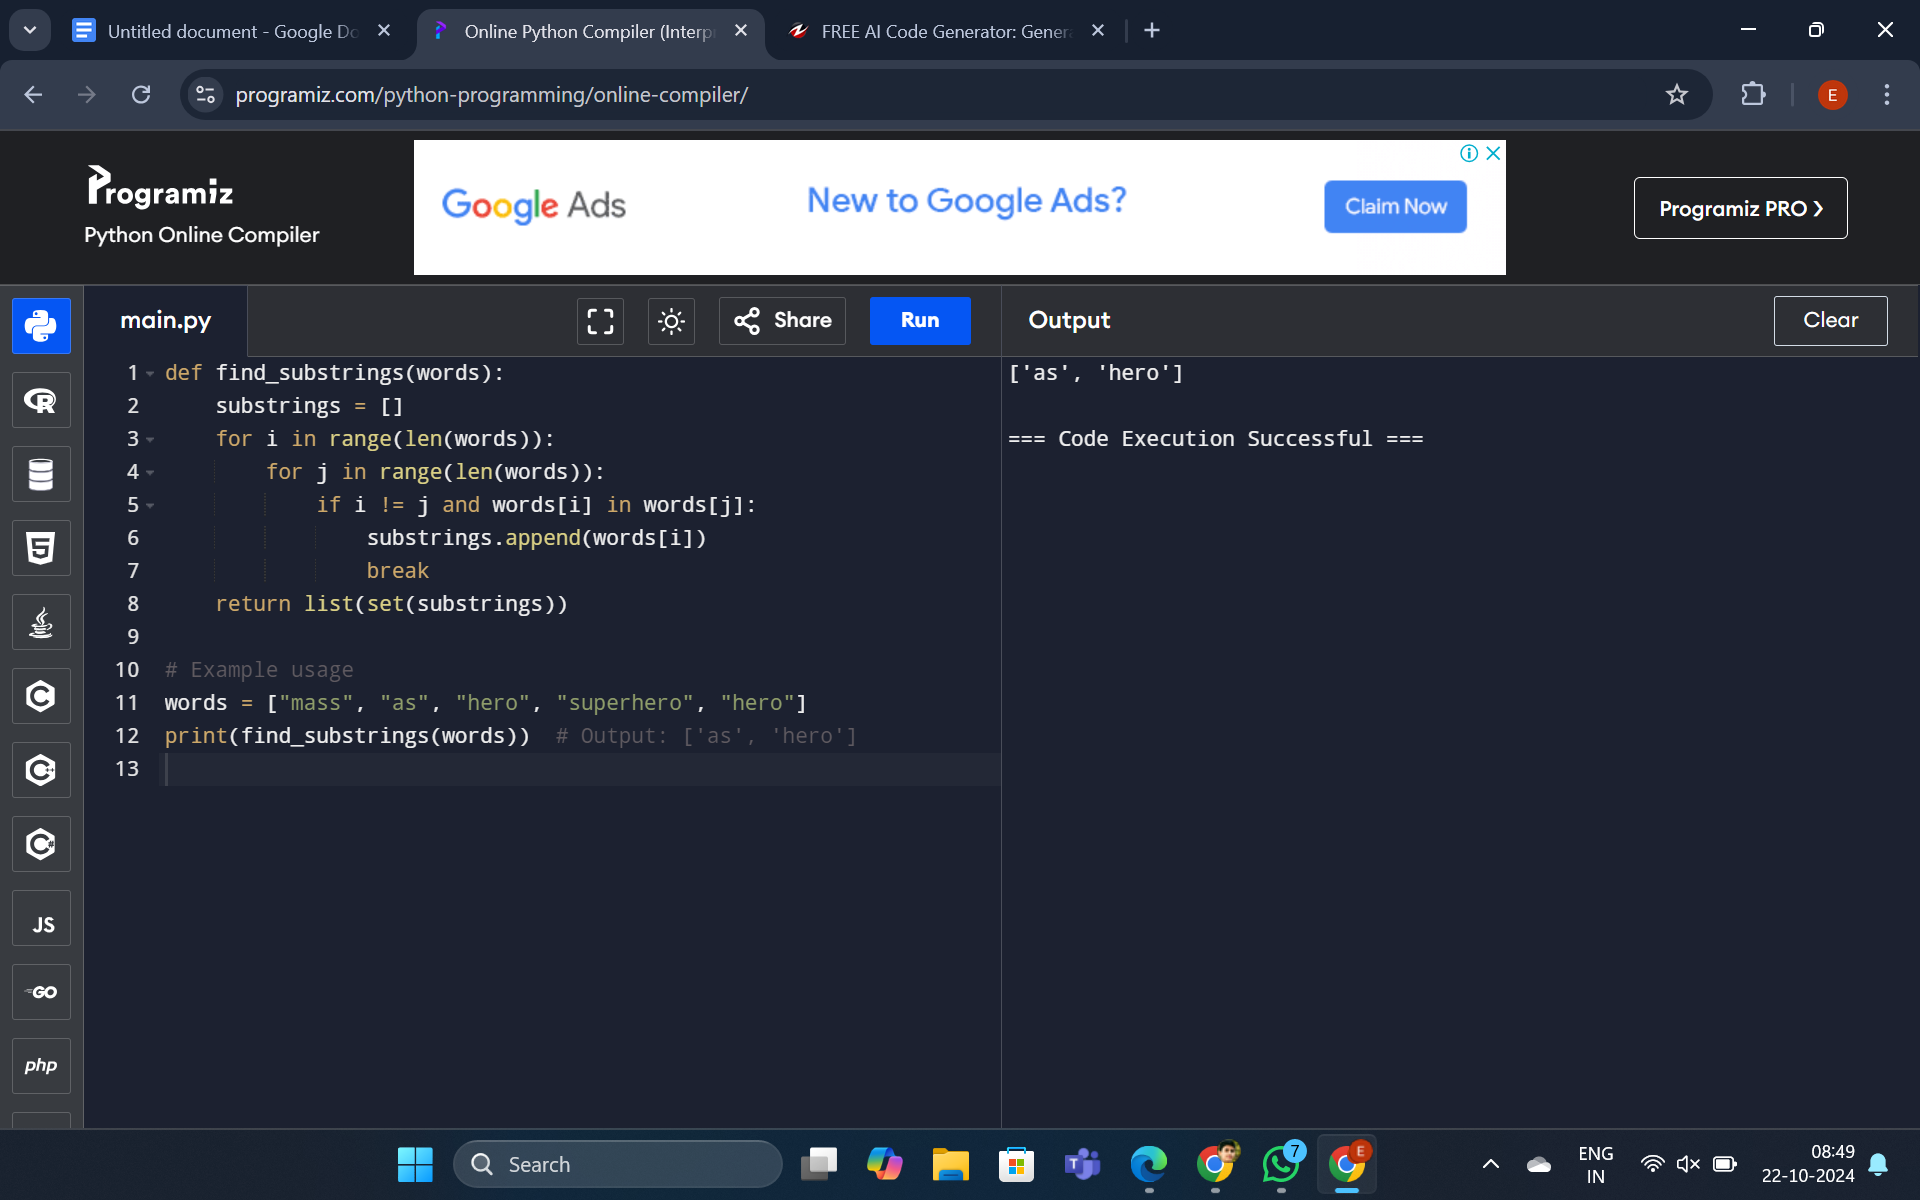 Untitled document - Google Do
Online Python Compiler (Interp
FREE AI Code Generator: Genera
programiz.com/python-programming/online-compiler/
E
Programiz
Python Online Compiler
Google Ads
New to Google Ads?
Claim Now
Programiz PRO
main.py
Share
Run
Output
Clear
1 def find_substrings(words):
2     substrings = []
3     for i in range(len(words)):
4         for j in range(len(words)):
5             if i != j and words[i] in words[j]:
6                 substrings.append(words[i])
7                 break
8     return list(set(substrings))
9
10 # Example usage
11 words = ["mass", "as", "hero", "superhero", "hero"]
12 print(find_substrings(words))  # Output: ['as', 'hero']
13
['as', 'hero']
=== Code Execution Successful ===
R
5
C
C++
C#
JS
GO
php
Search
T
7
E
ENG
IN
08:49
22-10-2024